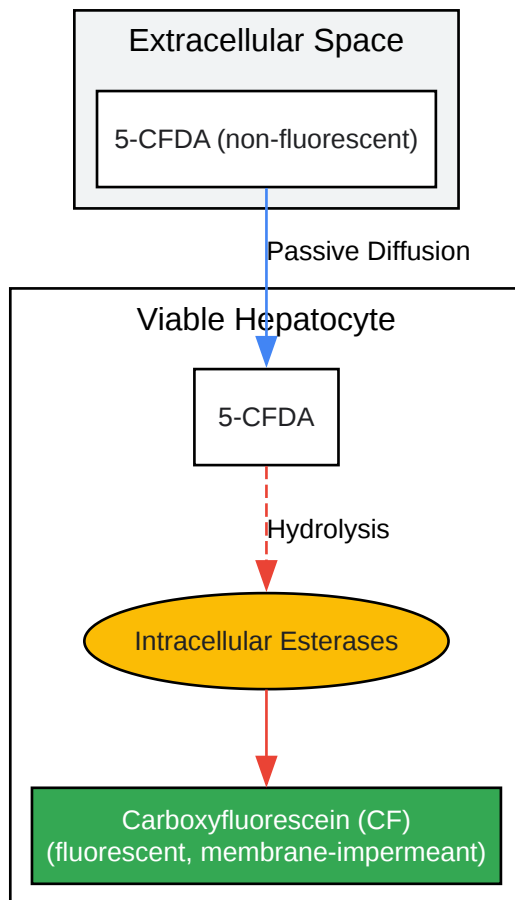 Extracellular Space
5-CFDA (non-fluorescent)
Passive Diffusion
Viable Hepatocyte
5-CFDA
Hydrolysis
Intracellular Esterases
Carboxyfluorescein (CF)
(fluorescent, membrane-impermeant)